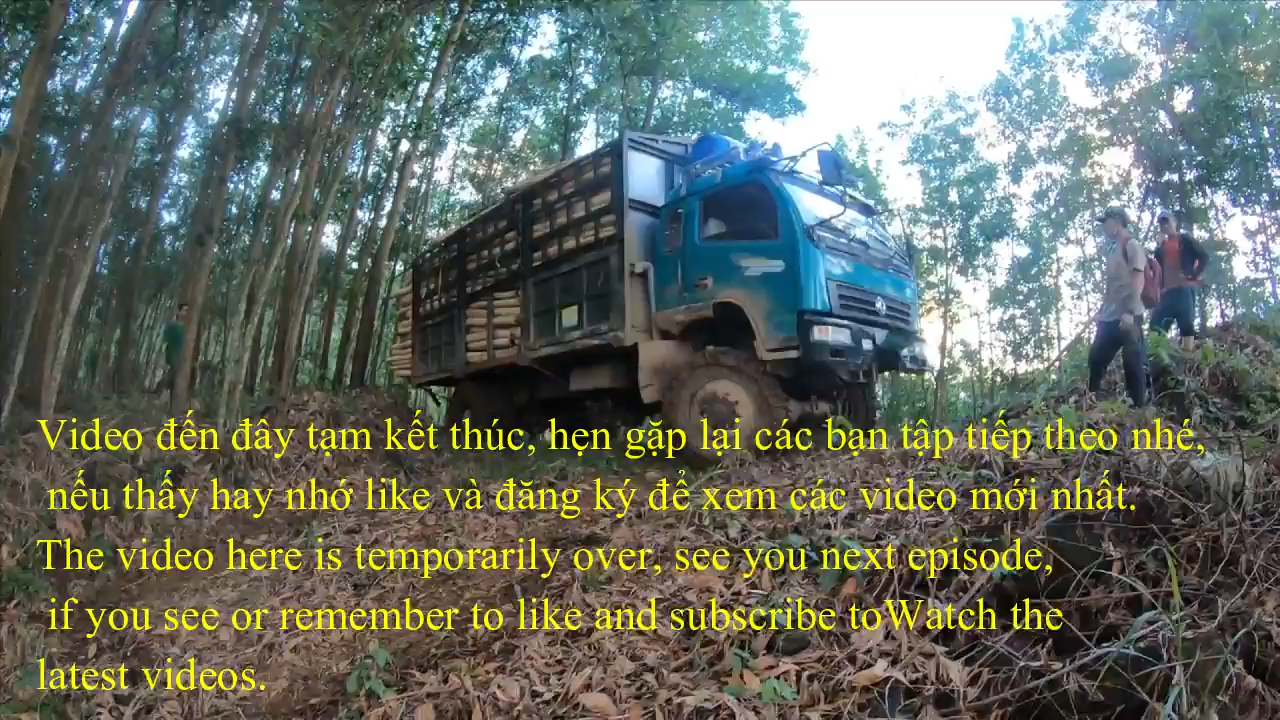 Video đến đây tạm kết thúc, hẹn gặp lại các bạn tập tiếp theo nhé,
nếu thấy hay nhớ like và đăng ký để xem các video mới nhất.
The video here is temporarily over, see you next episode,
if you see or remember to like and subscribe toWatch the
latest videos.